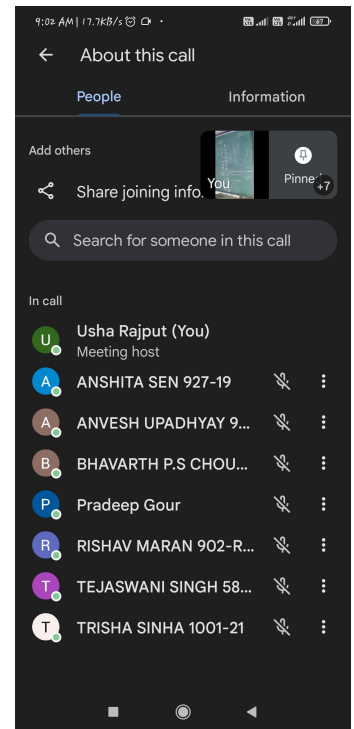 9:02 AM | 17.7KB/s
67
About this call
People Information
Add others
You
Pinned
+7
Share joining info
Search for someone in this call
In call
U
Usha Rajput (You)
Meeting host
A
ANSHITA SEN 927-19
A
ANVESH UPADHYAY 9...
B
BHAVARTH P.S CHOU...
P
Pradeep Gour
R
RISHAV MARAN 902-R...
T
TEJASWANI SINGH 58...
T
TRISHA SINHA 1001-21